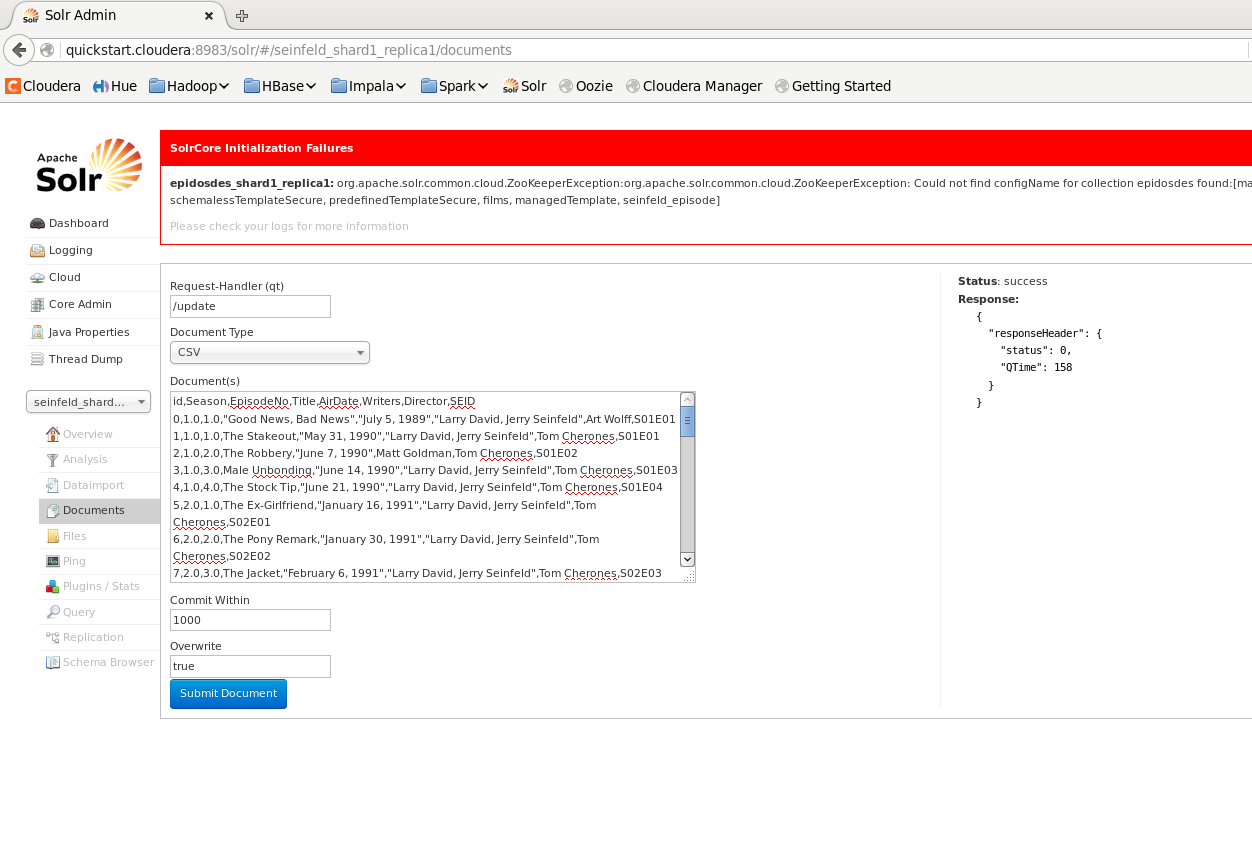 Solr Admin
quickstart.cloudera:8983/solr/#/seinfeld_shard1_replica1/documents
Cloudera Hue Hadoop HBase Impala Spark Solr Oozie Cloudera Manager Getting Started
Apache
Solr
Dashboard
Logging
Cloud
Core Admin
Java Properties
Thread Dump
seinfeld_shard...
Overview
Analysis
Dataimport
Documents
Files
Ping
Plugins / Stats
Query
Replication
Schema Browser
SolrCore Initialization Failures
epidosdes_shard1_replica1: org.apache.solr.common.cloud.ZooKeeperException:org.apache.solr.common.cloud.ZooKeeperException: Could not find configName for collection epidosdes found:[ma
schemalessTemplateSecure, predefinedTemplateSecure, films, managedTemplate, seinfeld_episode]
Please check your logs for more information
Request-Handler (qt)
/update
Document Type
CSV
Document(s)
id,Season,EpisodeNo,Title,AirDate,Writers,Director,SEID
0,1.0,1.0,"Good News, Bad News","July 5, 1989","Larry David, Jerry Seinfeld",Art Wolff,S01E01
1,1.0,1.0,The Stakeout,"May 31, 1990","Larry David, Jerry Seinfeld",Tom Cherones,S01E01
2,1.0,2.0,The Robbery,"June 7, 1990",Matt Goldman,Tom Cherones,S01E02
3,1.0,3.0,Male Unbonding,"June 14, 1990","Larry David, Jerry Seinfeld",Tom Cherones,S01E03
4,1.0,4.0,The Stock Tip,"June 21, 1990","Larry David, Jerry Seinfeld",Tom Cherones,S01E04
5,2.0,1.0,The Ex-Girlfriend,"January 16, 1991","Larry David, Jerry Seinfeld",Tom
Cherones,S02E01
6,2.0,2.0,The Pony Remark,"January 30, 1991","Larry David, Jerry Seinfeld",Tom
Cherones,S02E02
7,2.0,3.0,The Jacket,"February 6, 1991","Larry David, Jerry Seinfeld",Tom Cherones,S02E03
Commit Within
1000
Overwrite
true
Submit Document
Status: success
Response:
{
"responseHeader": {
"status": 0,
"QTime": 158
}
}